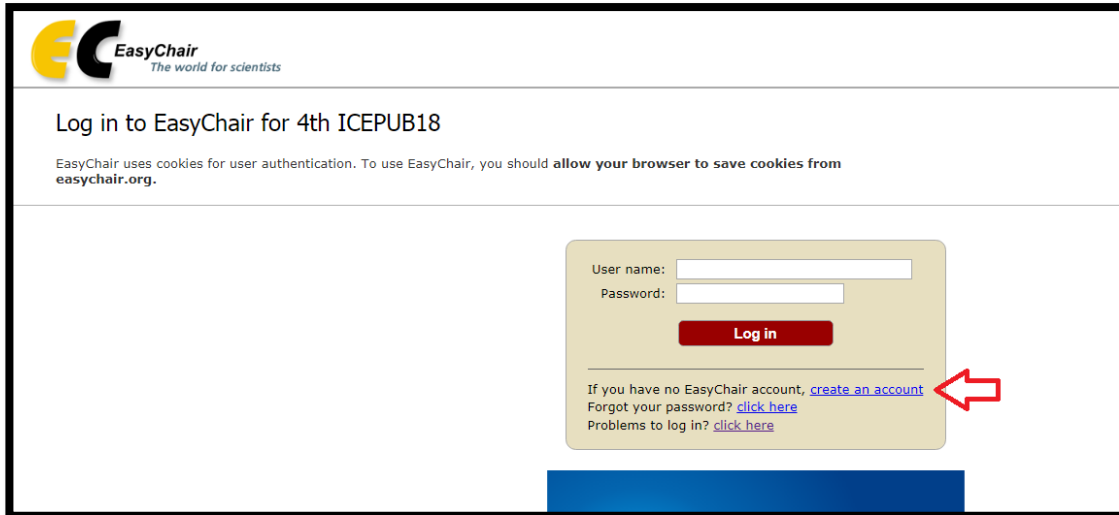 EC EasyChair
The world for scientists
Log in to EasyChair for 4th ICEPUB18
EasyChair uses cookies for user authentication. To use EasyChair, you should allow your browser to save cookies from
easychair.org.
User name:
Password:
Log in
If you have no EasyChair account, create an account
Forgot your password? click here
Problems to log in? click here